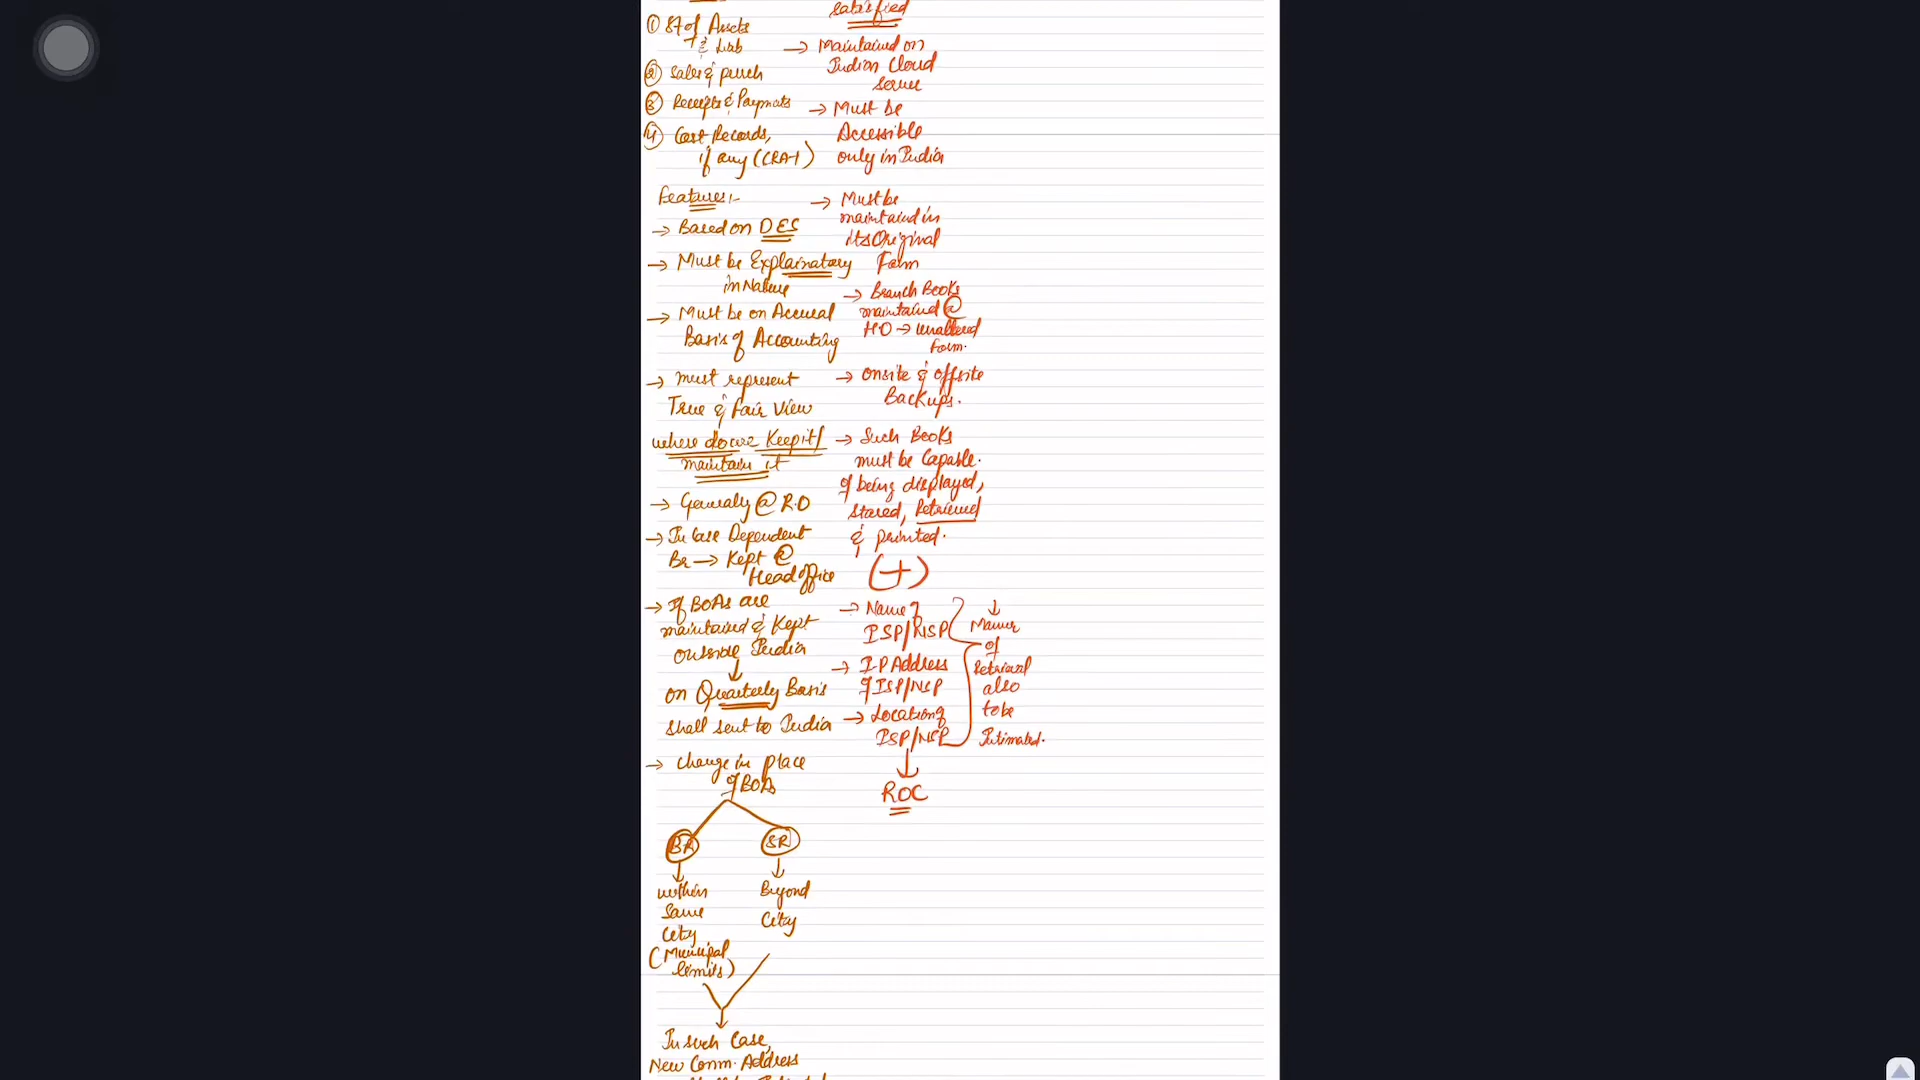 ① St of Assets
& Liab
② Sales & purch
③ Receipts & Payments
④ Cost Records,
if any (CRA-1)
Features:-
→ Based on DES
→ Must be Explainatory
in Nature
→ Must be on Accrual
Basis of Accounting
→ must represent
True & Fair View
where do we Keep it/
maintain it
→ Generally @ R.O
→ In Case Dependent
Br → Kept @
Head office
→ If BOAs are
maintained & Kept
outside India
↓
on Quarterly Basis
shall sent to India
→ change in place
of BOAs
BR SR
↓ ↓
within Beyond
Same City
City
(Municipal
limits)
↓
In such Case,
New Comm. Address
satisfied
→ Maintained on
Indian Cloud
Server
→ Must be
Accessible
only in India
→ Must be
maintained in
its Original
Form
→ Branch Books
maintained @
HO → unaltered
form.
→ onsite & offsite
Backups.
→ Such Books
must be Capable.
of being displayed,
stored, Retrieved
& printed.
(+)
→ Name of
ISP/NSP
→ I-P Address
of ISP/NSP
→ Location of
ISP/NSP
↓
Manner
of
Retrieval
also
to be
Intimated.
↓
ROC